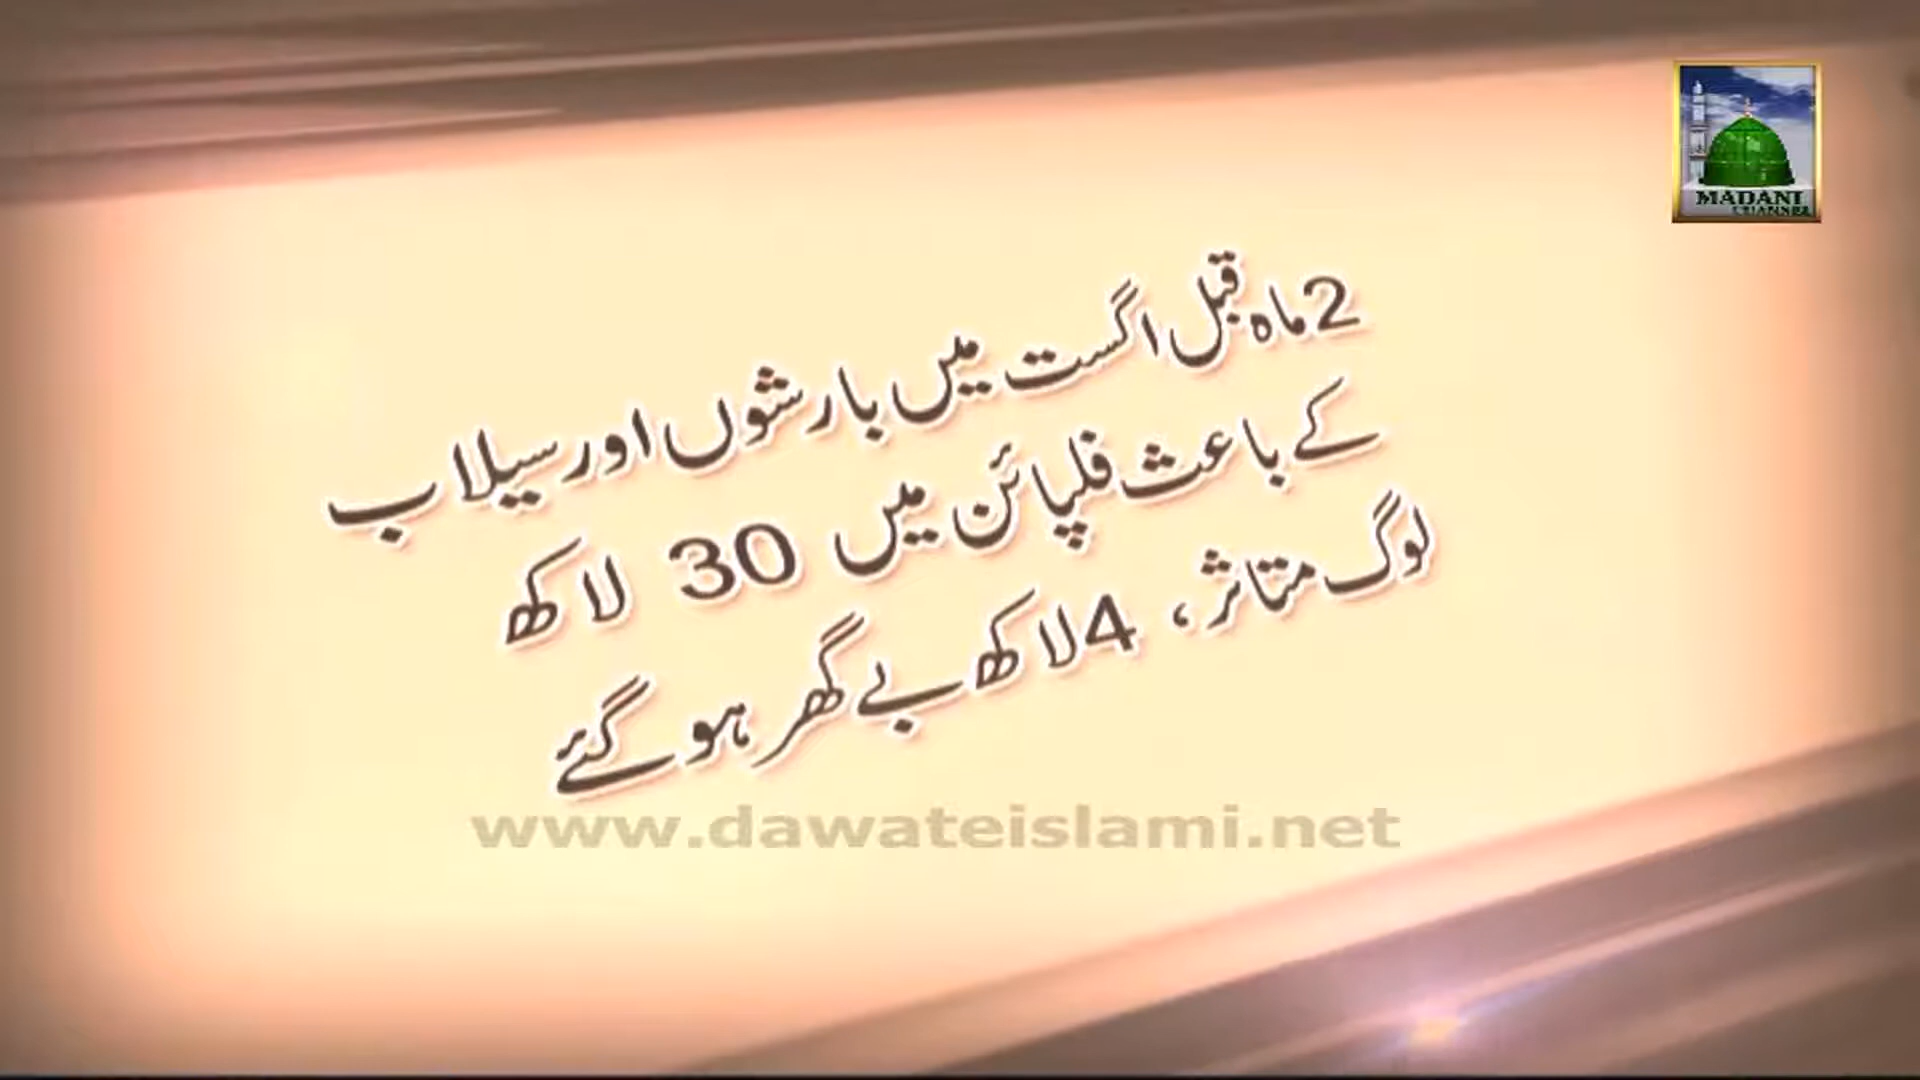 MADANI
CHANNEL
2 ماہ قبل اگست میں بارشوں اور سیلاب
کے باعث فلپائن میں 30 لاکھ
لوگ متاثر، 4 لاکھ بے گھر ہو گئے
www.dawateislami.net